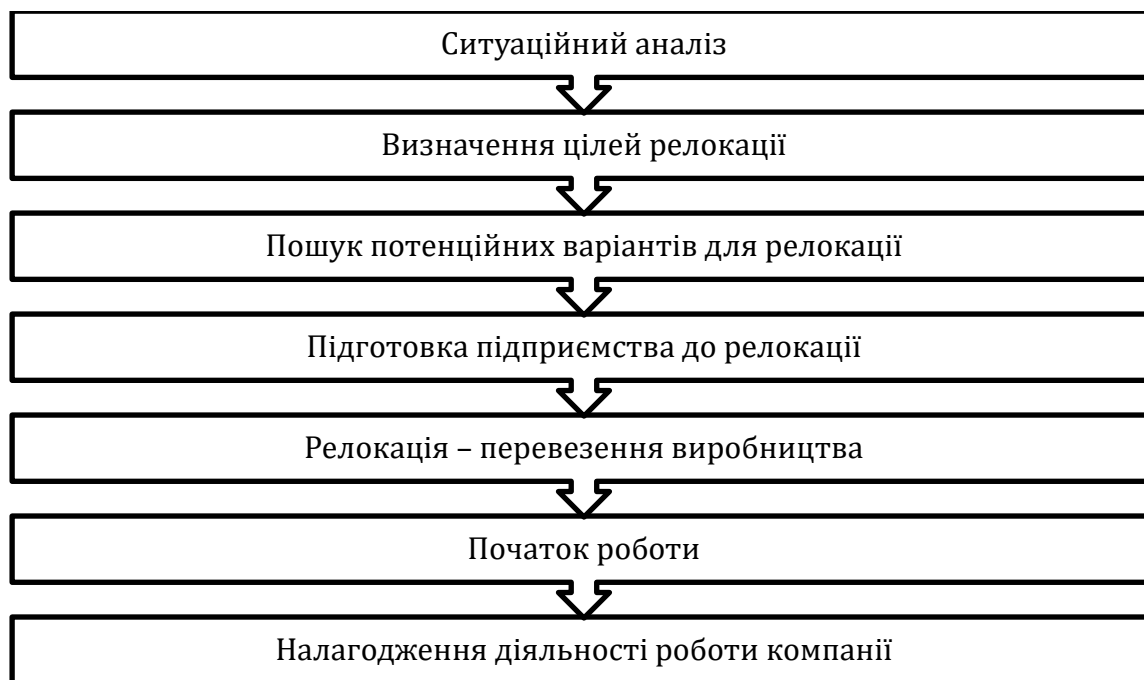 Ситуаційний аналіз
Визначення цілей релокації
Пошук потенційних варіантів для релокації
Підготовка підприємства до релокації
Релокація – перевезення виробництва
Початок роботи
Налагодження діяльності роботи компанії